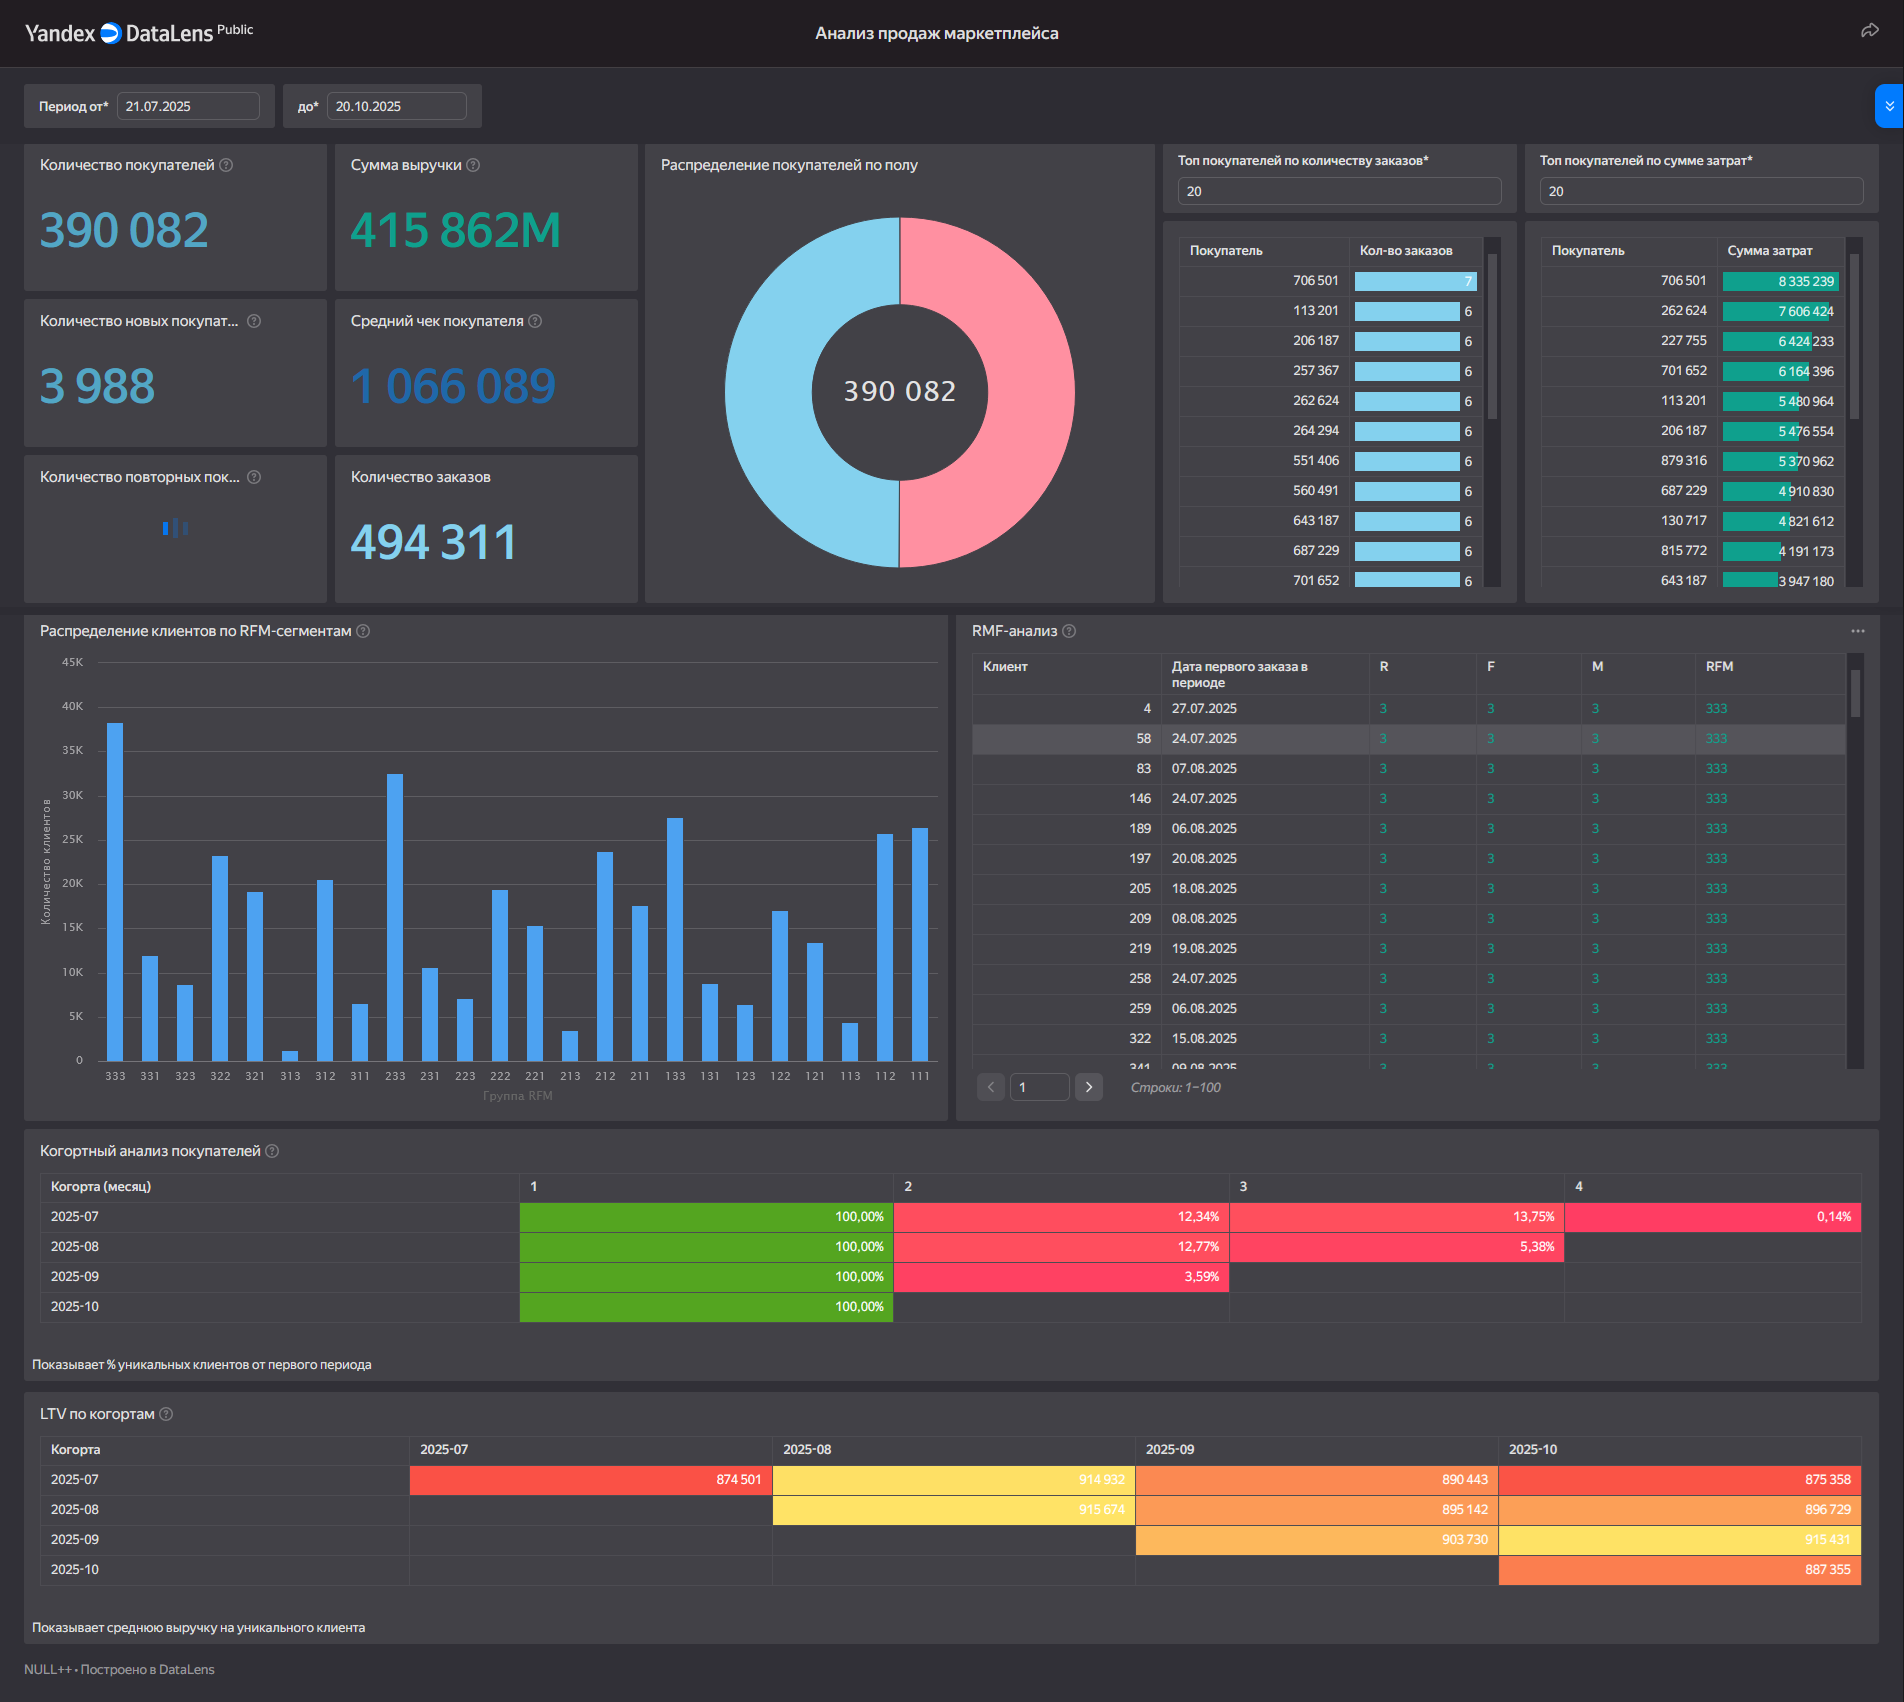 Yandex DataLens Public
Анализ продаж маркетплейса
Период от* 21.07.2025
до* 20.10.2025
Количество покупателей
390 082
Сумма выручки
415 862M
Количество новых покупат...
3 988
Средний чек покупателя
1 066 089
Количество повторных пок...
Количество заказов
494 311
Распределение покупателей по полу
390 082
Топ покупателей по количеству заказов*
20
Покупатель Кол-во заказов
706 501 7
113 201 6
206 187 6
257 367 6
262 624 6
264 294 6
551 406 6
560 491 6
643 187 6
687 229 6
701 652 6
Топ покупателей по сумме затрат*
20
Покупатель Сумма затрат
706 501 8 335 239
262 624 7 606 424
227 755 6 424 233
701 652 6 164 396
113 201 5 480 964
206 187 5 476 554
879 316 5 370 962
687 229 4 910 830
130 717 4 821 612
815 772 4 191 173
643 187 3 947 180
Распределение клиентов по RFM-сегментам
Количество клиентов
45K
40K
35K
30K
25K
20K
15K
10K
5K
0
333 331 323 322 321 313 312 311 233 231 223 222 221 213 212 211 133 131 123 122 121 113 112 111
Группа RFM
RMF-анализ
Клиент Дата первого заказа в периоде R F M RFM
4 27.07.2025 3 3 3 333
58 24.07.2025 3 3 3 333
83 07.08.2025 3 3 3 333
146 24.07.2025 3 3 3 333
189 06.08.2025 3 3 3 333
197 20.08.2025 3 3 3 333
205 18.08.2025 3 3 3 333
209 08.08.2025 3 3 3 333
219 19.08.2025 3 3 3 333
258 24.07.2025 3 3 3 333
259 06.08.2025 3 3 3 333
322 15.08.2025 3 3 3 333
341 09.08.2025 3 3 3 333
1
Строки: 1–100
Когортный анализ покупателей
Когорта (месяц) 1 2 3 4
2025-07 100,00% 12,34% 13,75% 0,14%
2025-08 100,00% 12,77% 5,38%
2025-09 100,00% 3,59%
2025-10 100,00%
Показывает % уникальных клиентов от первого периода
LTV по когортам
Когорта 2025-07 2025-08 2025-09 2025-10
2025-07 874 501 914 932 890 443 875 358
2025-08 915 674 895 142 896 729
2025-09 903 730 915 431
2025-10 887 355
Показывает среднюю выручку на уникального клиента
NULL++ • Построено в DataLens